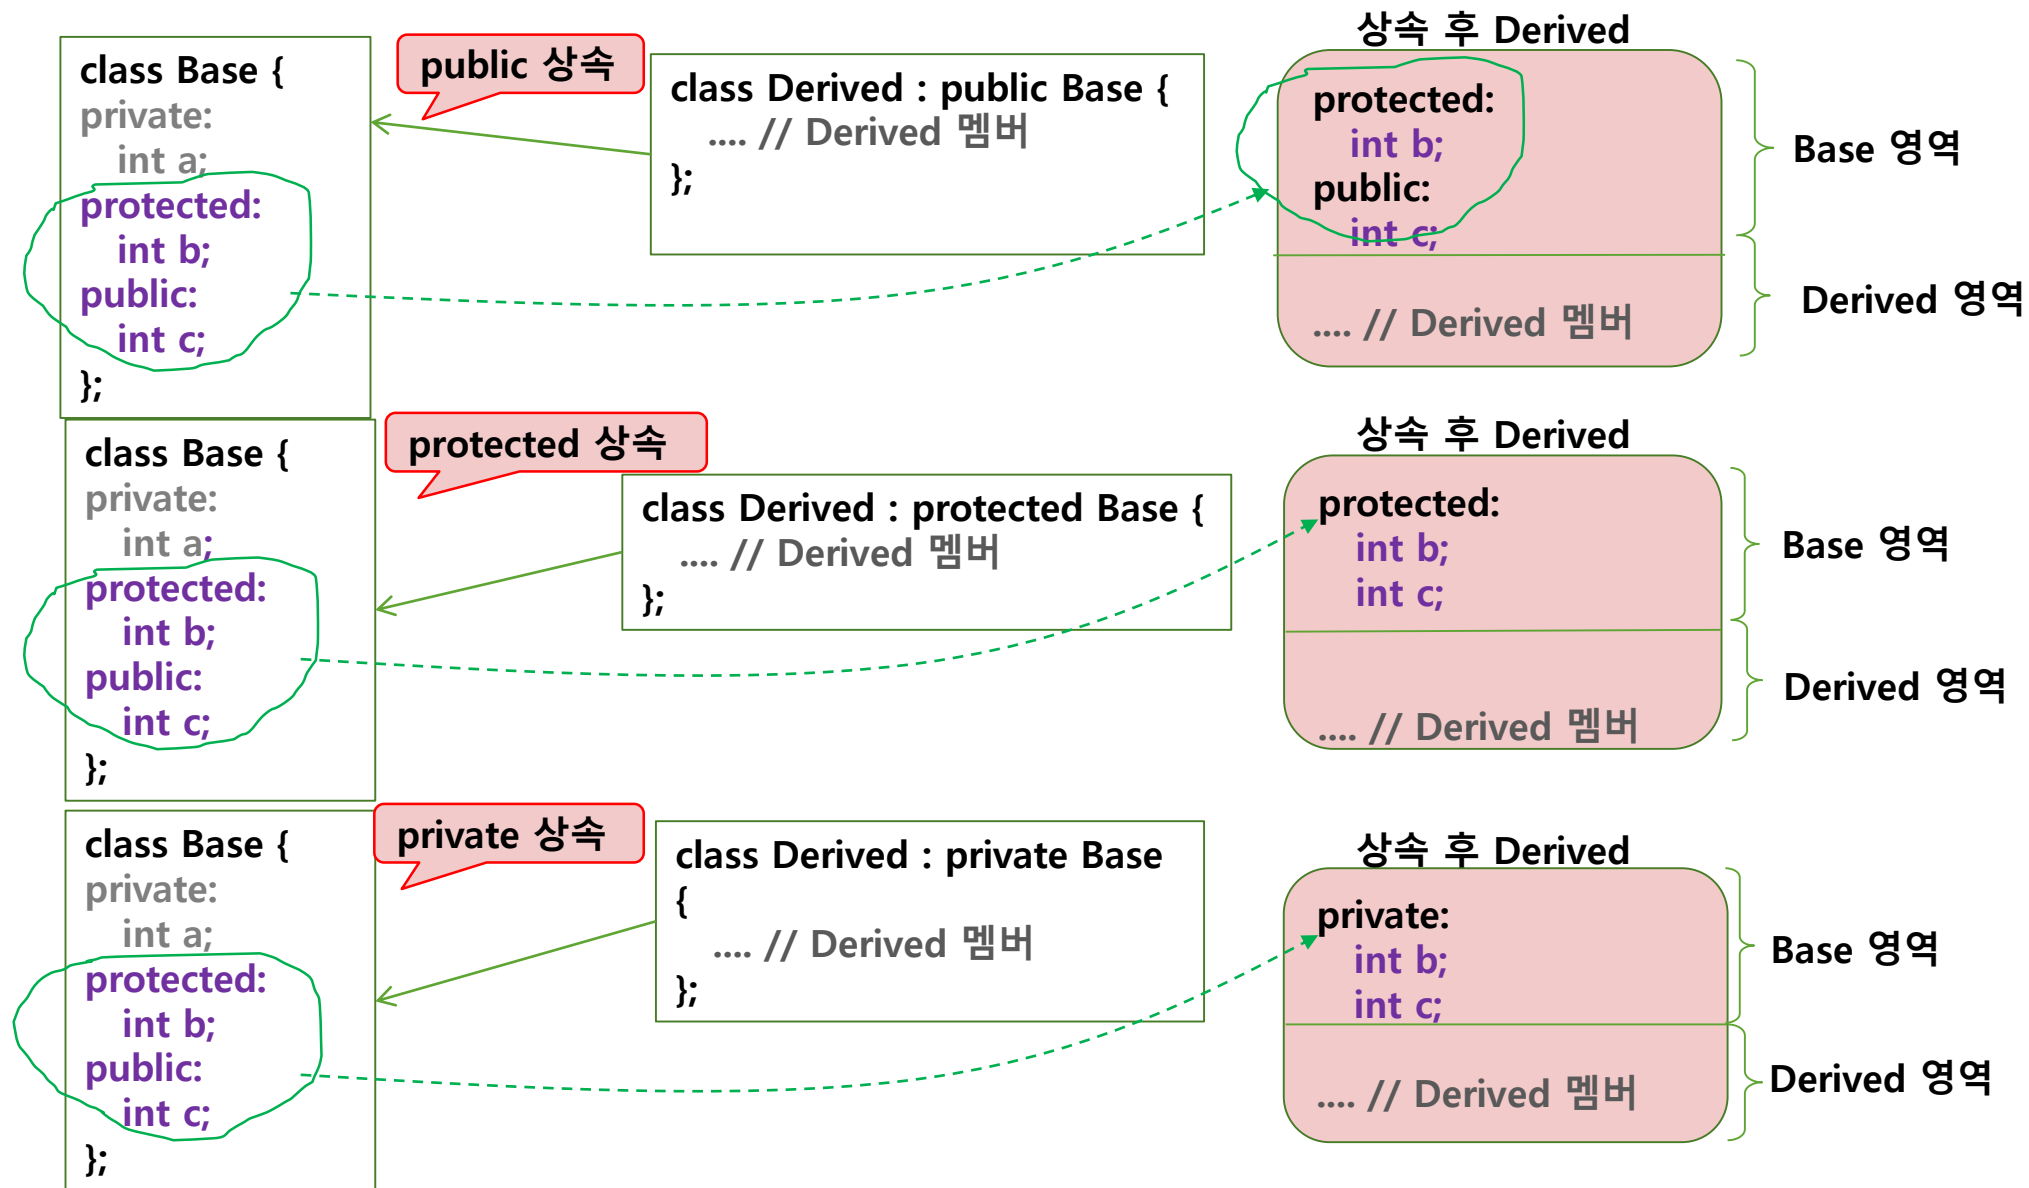 class Base {
private:
int a;
protected:
int b;
public:
int c;
};
public 상속
class Derived : public Base {
.... // Derived 멤버
};
상속 후 Derived
protected:
int b;
public:
int c;
.... // Derived 멤버
Base 영역
Derived 영역
class Base {
private:
int a;
protected:
int b;
public:
int c;
};
protected 상속
class Derived : protected Base {
.... // Derived 멤버
};
상속 후 Derived
protected:
int b;
int c;
.... // Derived 멤버
Base 영역
Derived 영역
class Base {
private:
int a;
protected:
int b;
public:
int c;
};
private 상속
class Derived : private Base
{
.... // Derived 멤버
};
상속 후 Derived
private:
int b;
int c;
.... // Derived 멤버
Base 영역
Derived 영역